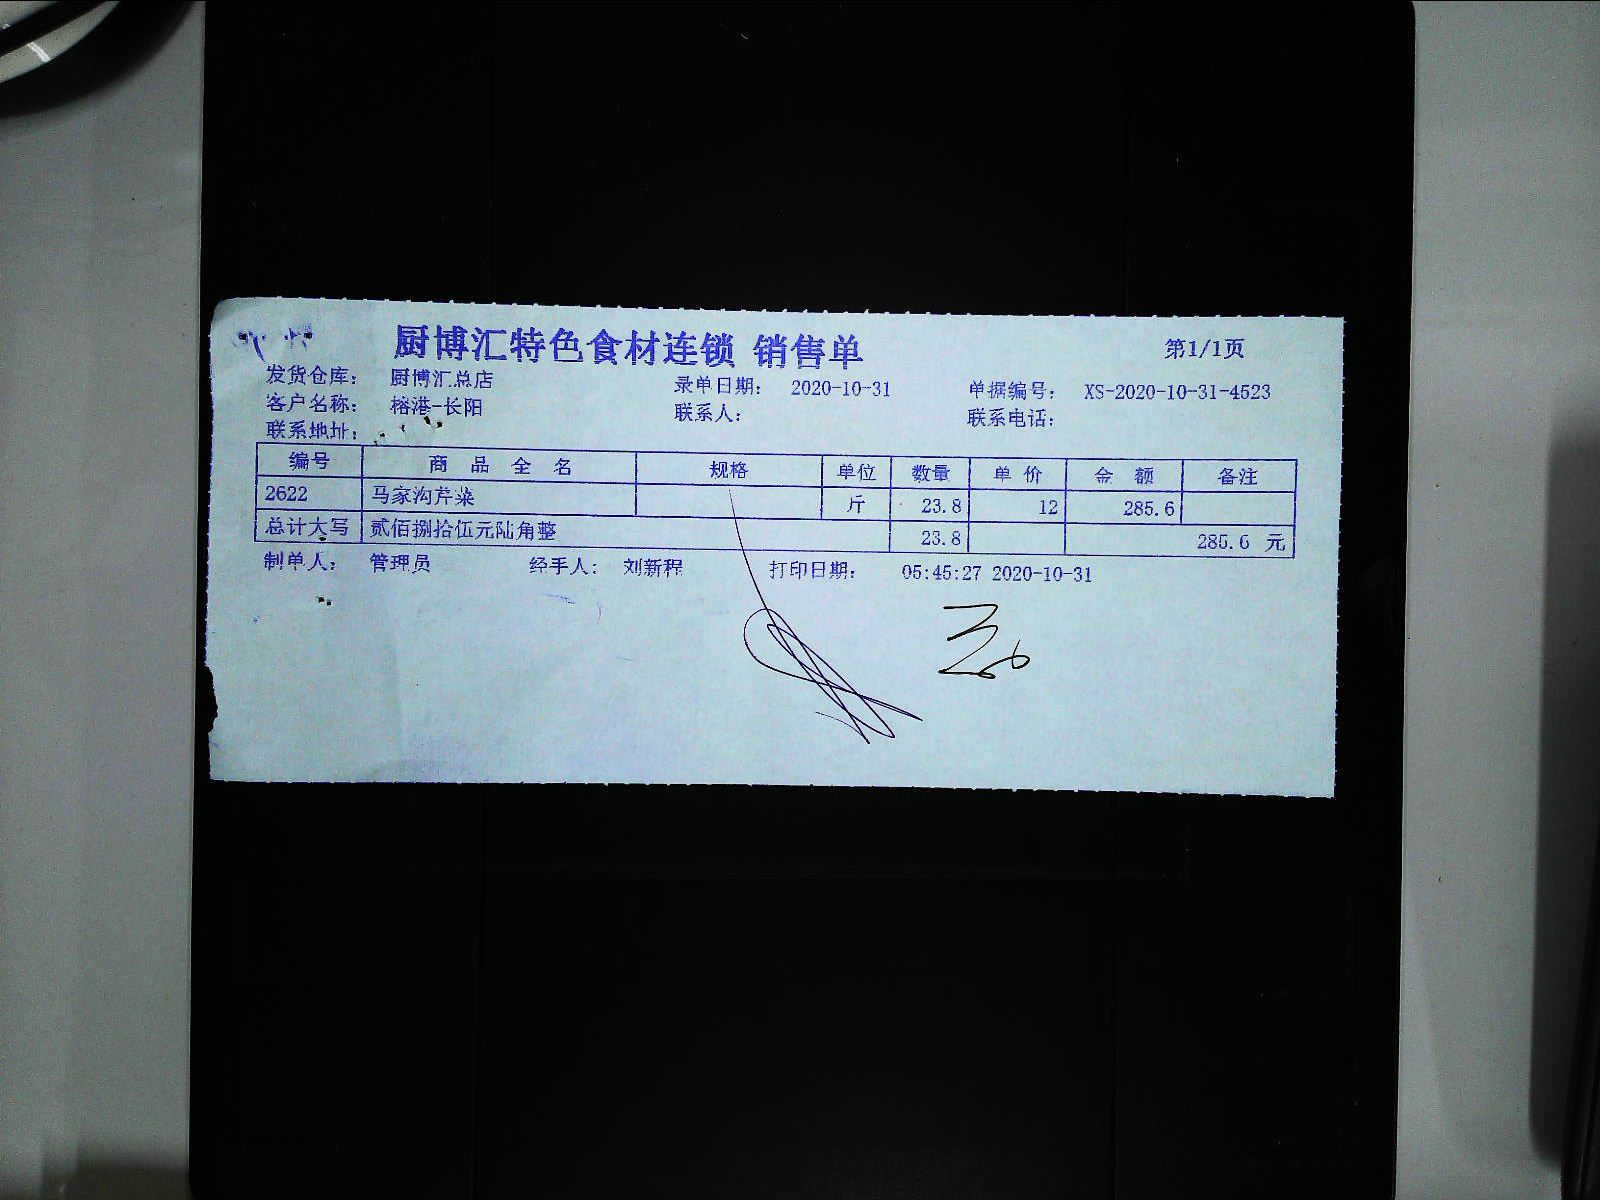 厨博汇特色食材连锁 销售单 第1/1页
发货仓库: 厨博汇总店 录单日期: 2020-10-31 单据编号: XS-2020-10-31-4523
客户名称: 榕港-长阳 联系人: 联系电话:
联系地址:
编号 商品全名 规格 单位 数量 单价 金额 备注
2622 马家沟芹菜 斤 23.8 12 285.6
总计大写 贰佰捌拾伍元陆角整 23.8 285.6 元
制单人: 管理员 经手人: 刘新程 打印日期: 05:45:27 2020-10-31